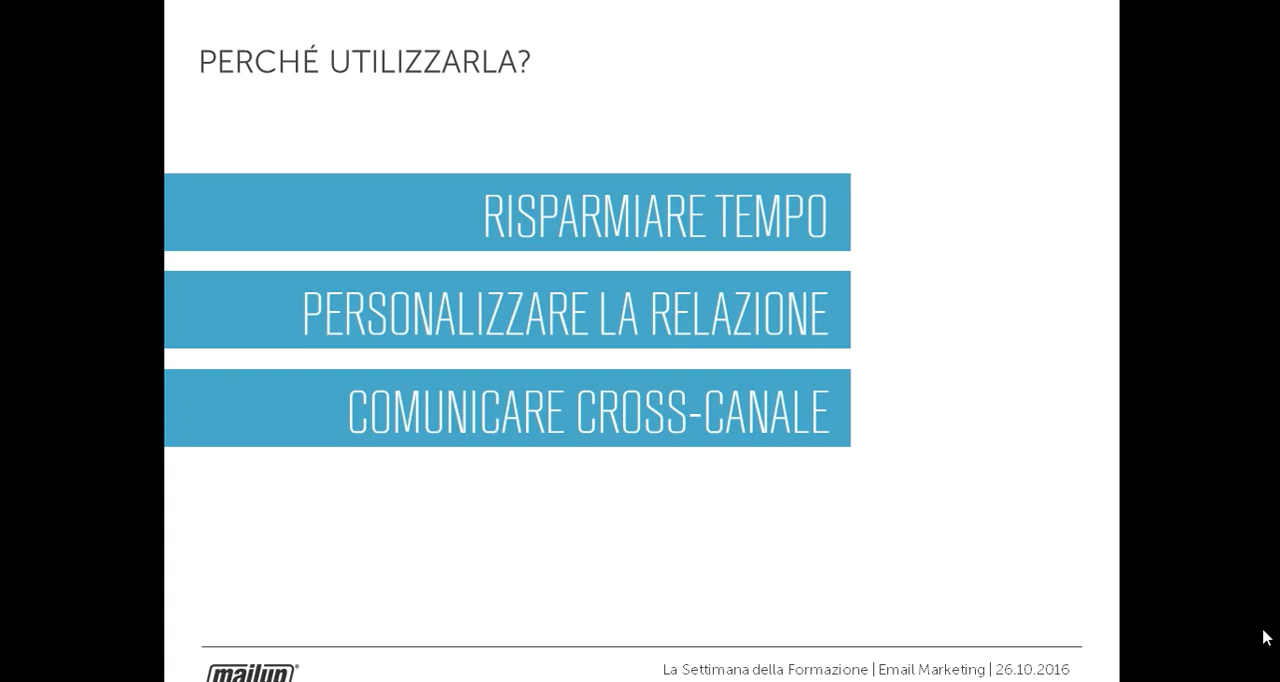 PERCHÉ UTILIZZARLA?
RISPARMIARE TEMPO
PERSONALIZZARE LA RELAZIONE
COMUNICARE CROSS-CANALE
mailup®
La Settimana della Formazione | Email Marketing | 26.10.2016